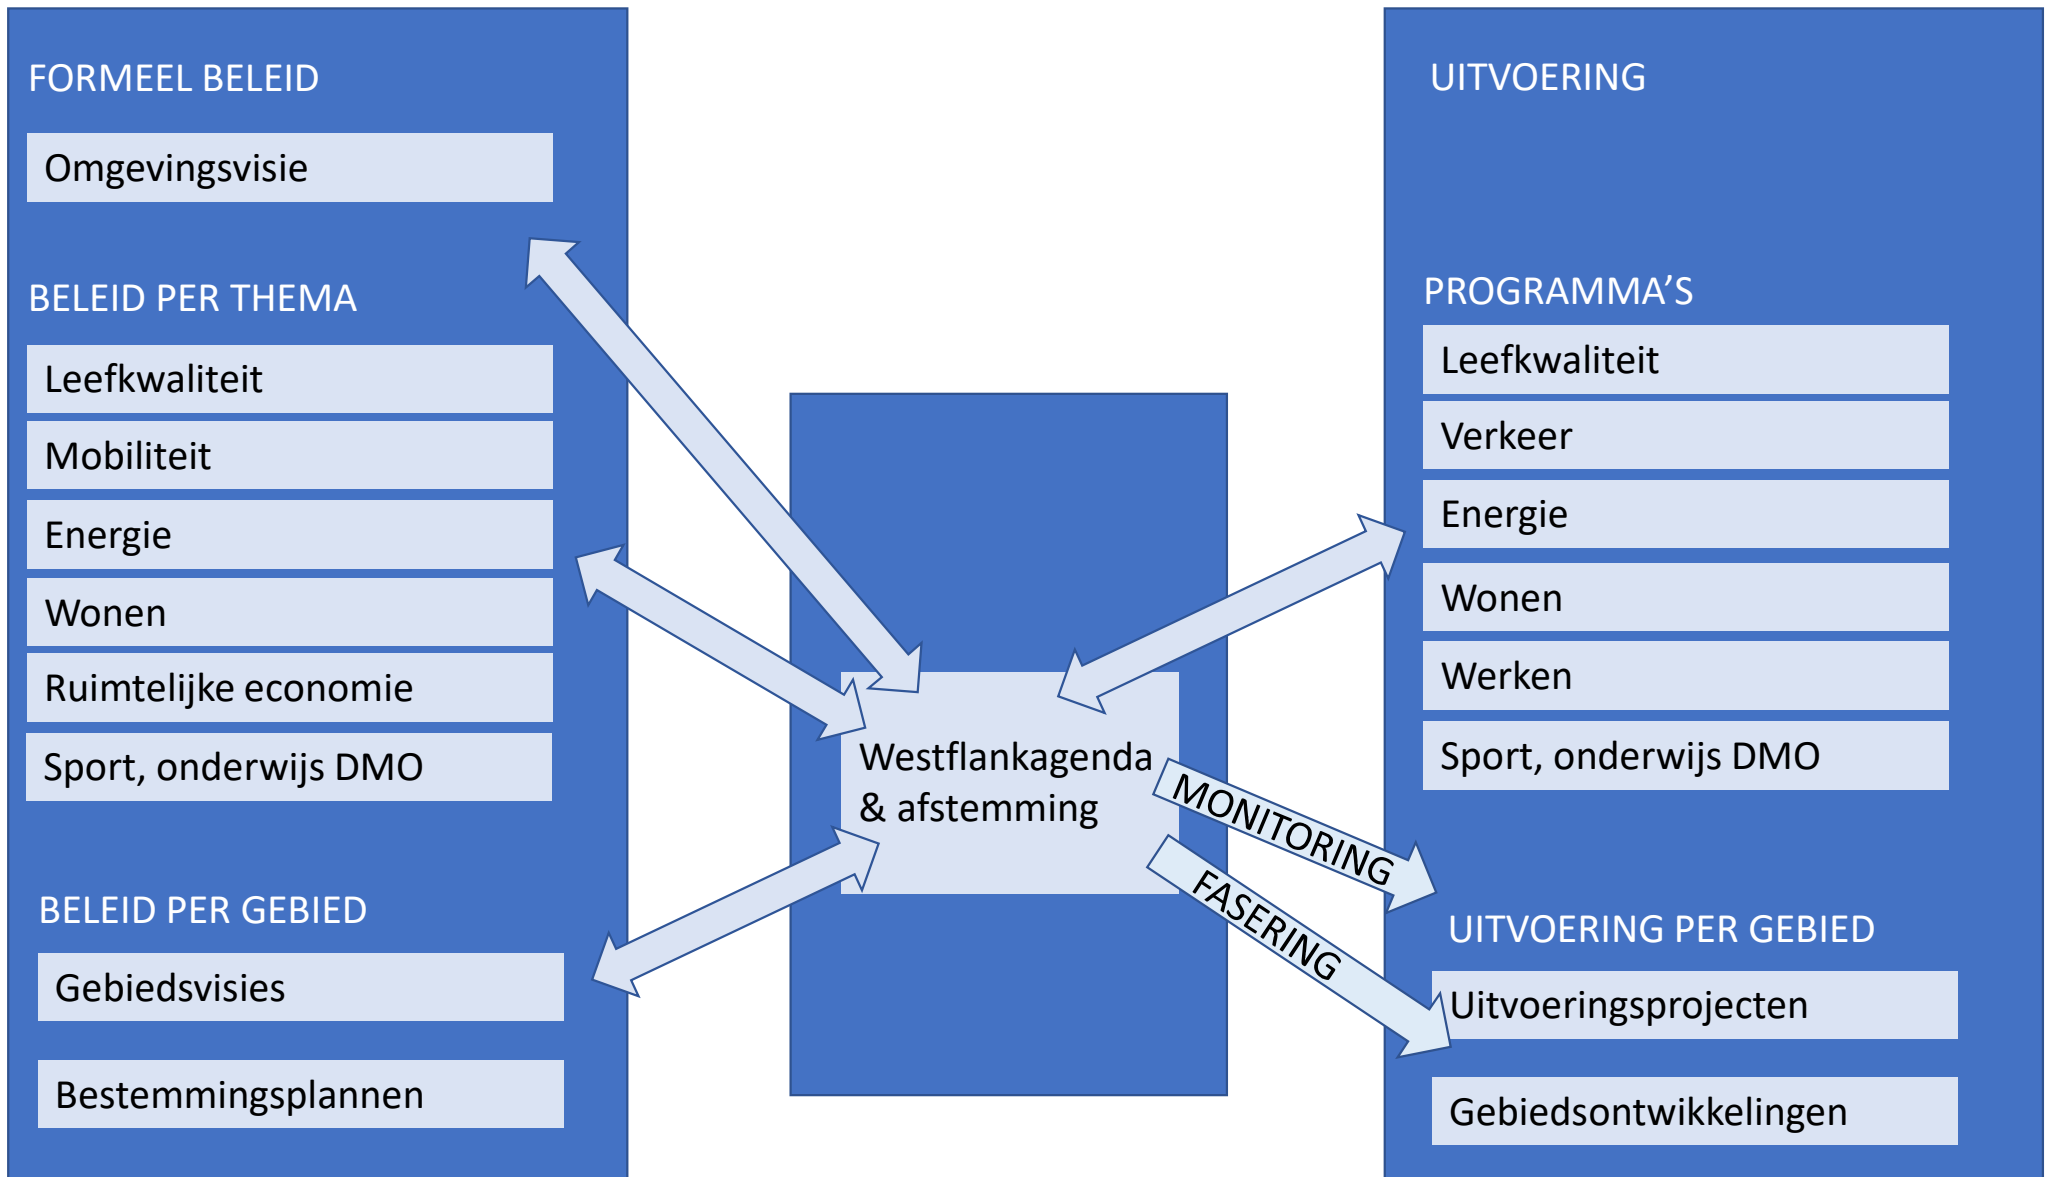 FORMEEL BELEID
Omgevingsvisie
BELEID PER THEMA
Leefkwaliteit
Mobiliteit
Energie
Wonen
Ruimtelijke economie
Sport, onderwijs DMO
BELEID PER GEBIED
Gebiedsvisies
Bestemmingsplannen
Westflankagenda
& afstemming
MONITORING
FASERING
UITVOERING
PROGRAMMA’S
Leefkwaliteit
Verkeer
Energie
Wonen
Werken
Sport, onderwijs DMO
UITVOERING PER GEBIED
Uitvoeringsprojecten
Gebiedsontwikkelingen